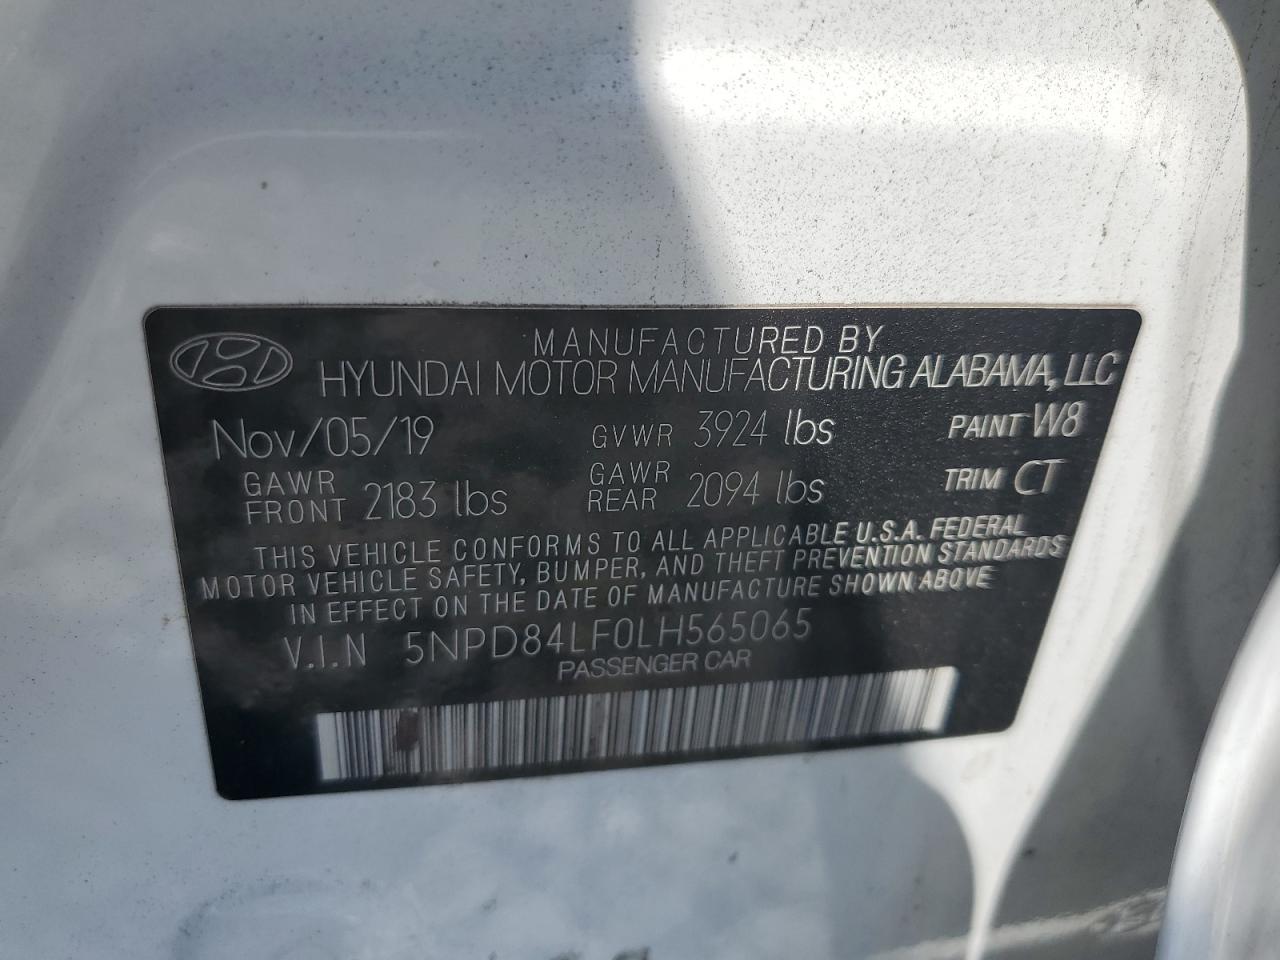 MANUFACTURED BY
HYUNDAI MOTOR MANUFACTURING ALABAMA, LLC
Nov/05/19 GVWR 3924 lbs PAINT W8
GAWR FRONT 2183 lbs GAWR REAR 2094 lbs TRIM CT
THIS VEHICLE CONFORMS TO ALL APPLICABLE U.S.A. FEDERAL
MOTOR VEHICLE SAFETY, BUMPER, AND THEFT PREVENTION STANDARDS
IN EFFECT ON THE DATE OF MANUFACTURE SHOWN ABOVE
V.I.N 5NPD84LF0LH565065
PASSENGER CAR